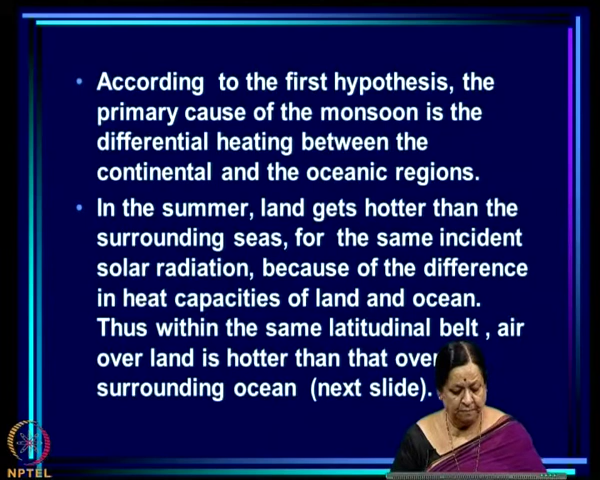 • According to the first hypothesis, the
primary cause of the monsoon is the
differential heating between the
continental and the oceanic regions.
• In the summer, land gets hotter than the
surrounding seas, for the same incident
solar radiation, because of the difference
in heat capacities of land and ocean.
Thus within the same latitudinal belt , air
over land is hotter than that over
surrounding ocean (next slide).
NPTEL